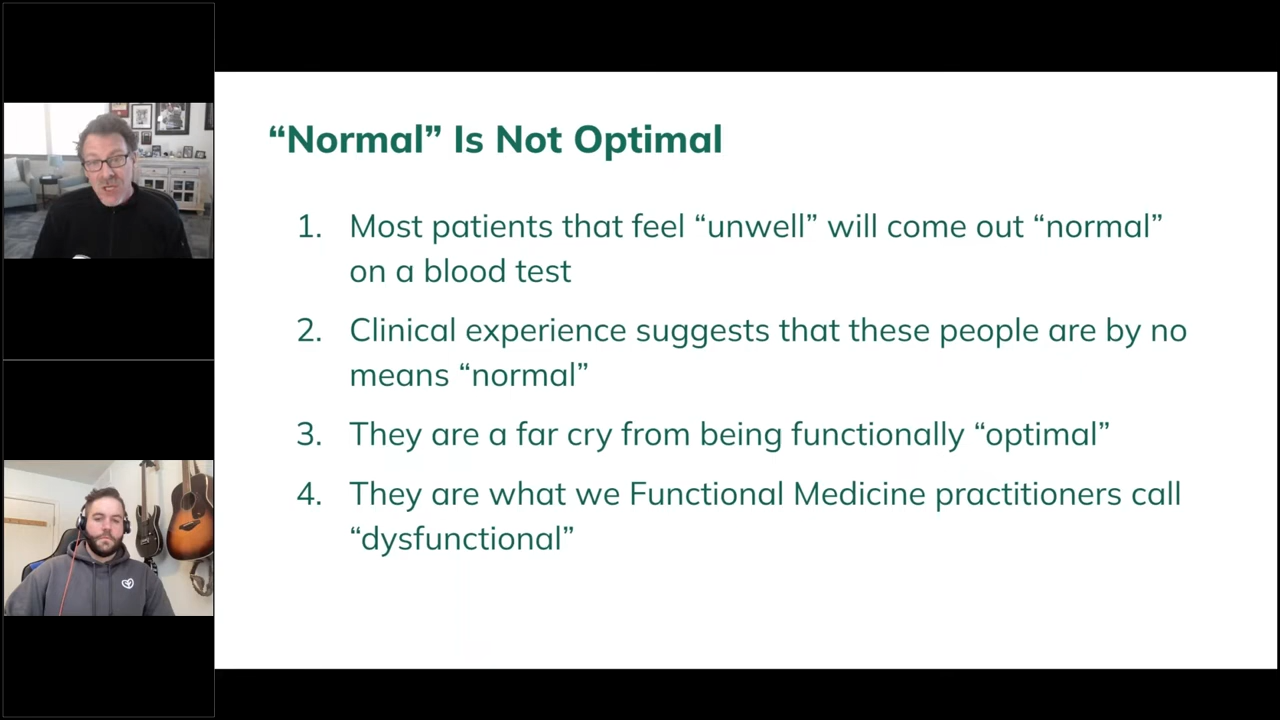 “Normal” Is Not Optimal
1. Most patients that feel “unwell” will come out “normal”
on a blood test
2. Clinical experience suggests that these people are by no
means “normal”
3. They are a far cry from being functionally “optimal”
4. They are what we Functional Medicine practitioners call
“dysfunctional”